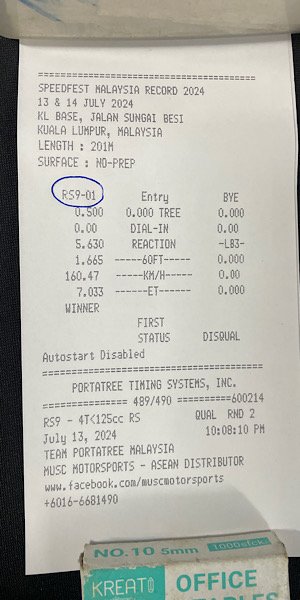 =====================================
SPEEDFEST MALAYSIA RECORD 2024
13 & 14 JULY 2024
KL BASE, JALAN SUNGAI BESI
KUALA LUMPUR, MALAYSIA
LENGTH : 201M
SURFACE : NO-PREP
RS9-01 Entry BYE
0.500 0.000 TREE 0.000
0.00 DIAL-IN 0.00
5.630 REACTION -LB3-
1.665 -----60FT----- 0.000
160.47 -----KM/H----- 0.00
7.033 ------ET------ 0.000
WINNER
FIRST
STATUS DISQUAL
Autostart Disabled
=====================================
PORTATREE TIMING SYSTEMS, INC.
=============== 489/490 ==========600214
RS9 - 4T<125cc RS QUAL RND 2
July 13, 2024 10:08:10 PM
TEAM PORTATREE MALAYSIA
MUSC MOTORSPORTS - ASEAN DISTRIBUTOR
www.facebook.com/muscmotorsports
+6016-6681490
NO.10 5mm 1000stck
KREATO OFFICE